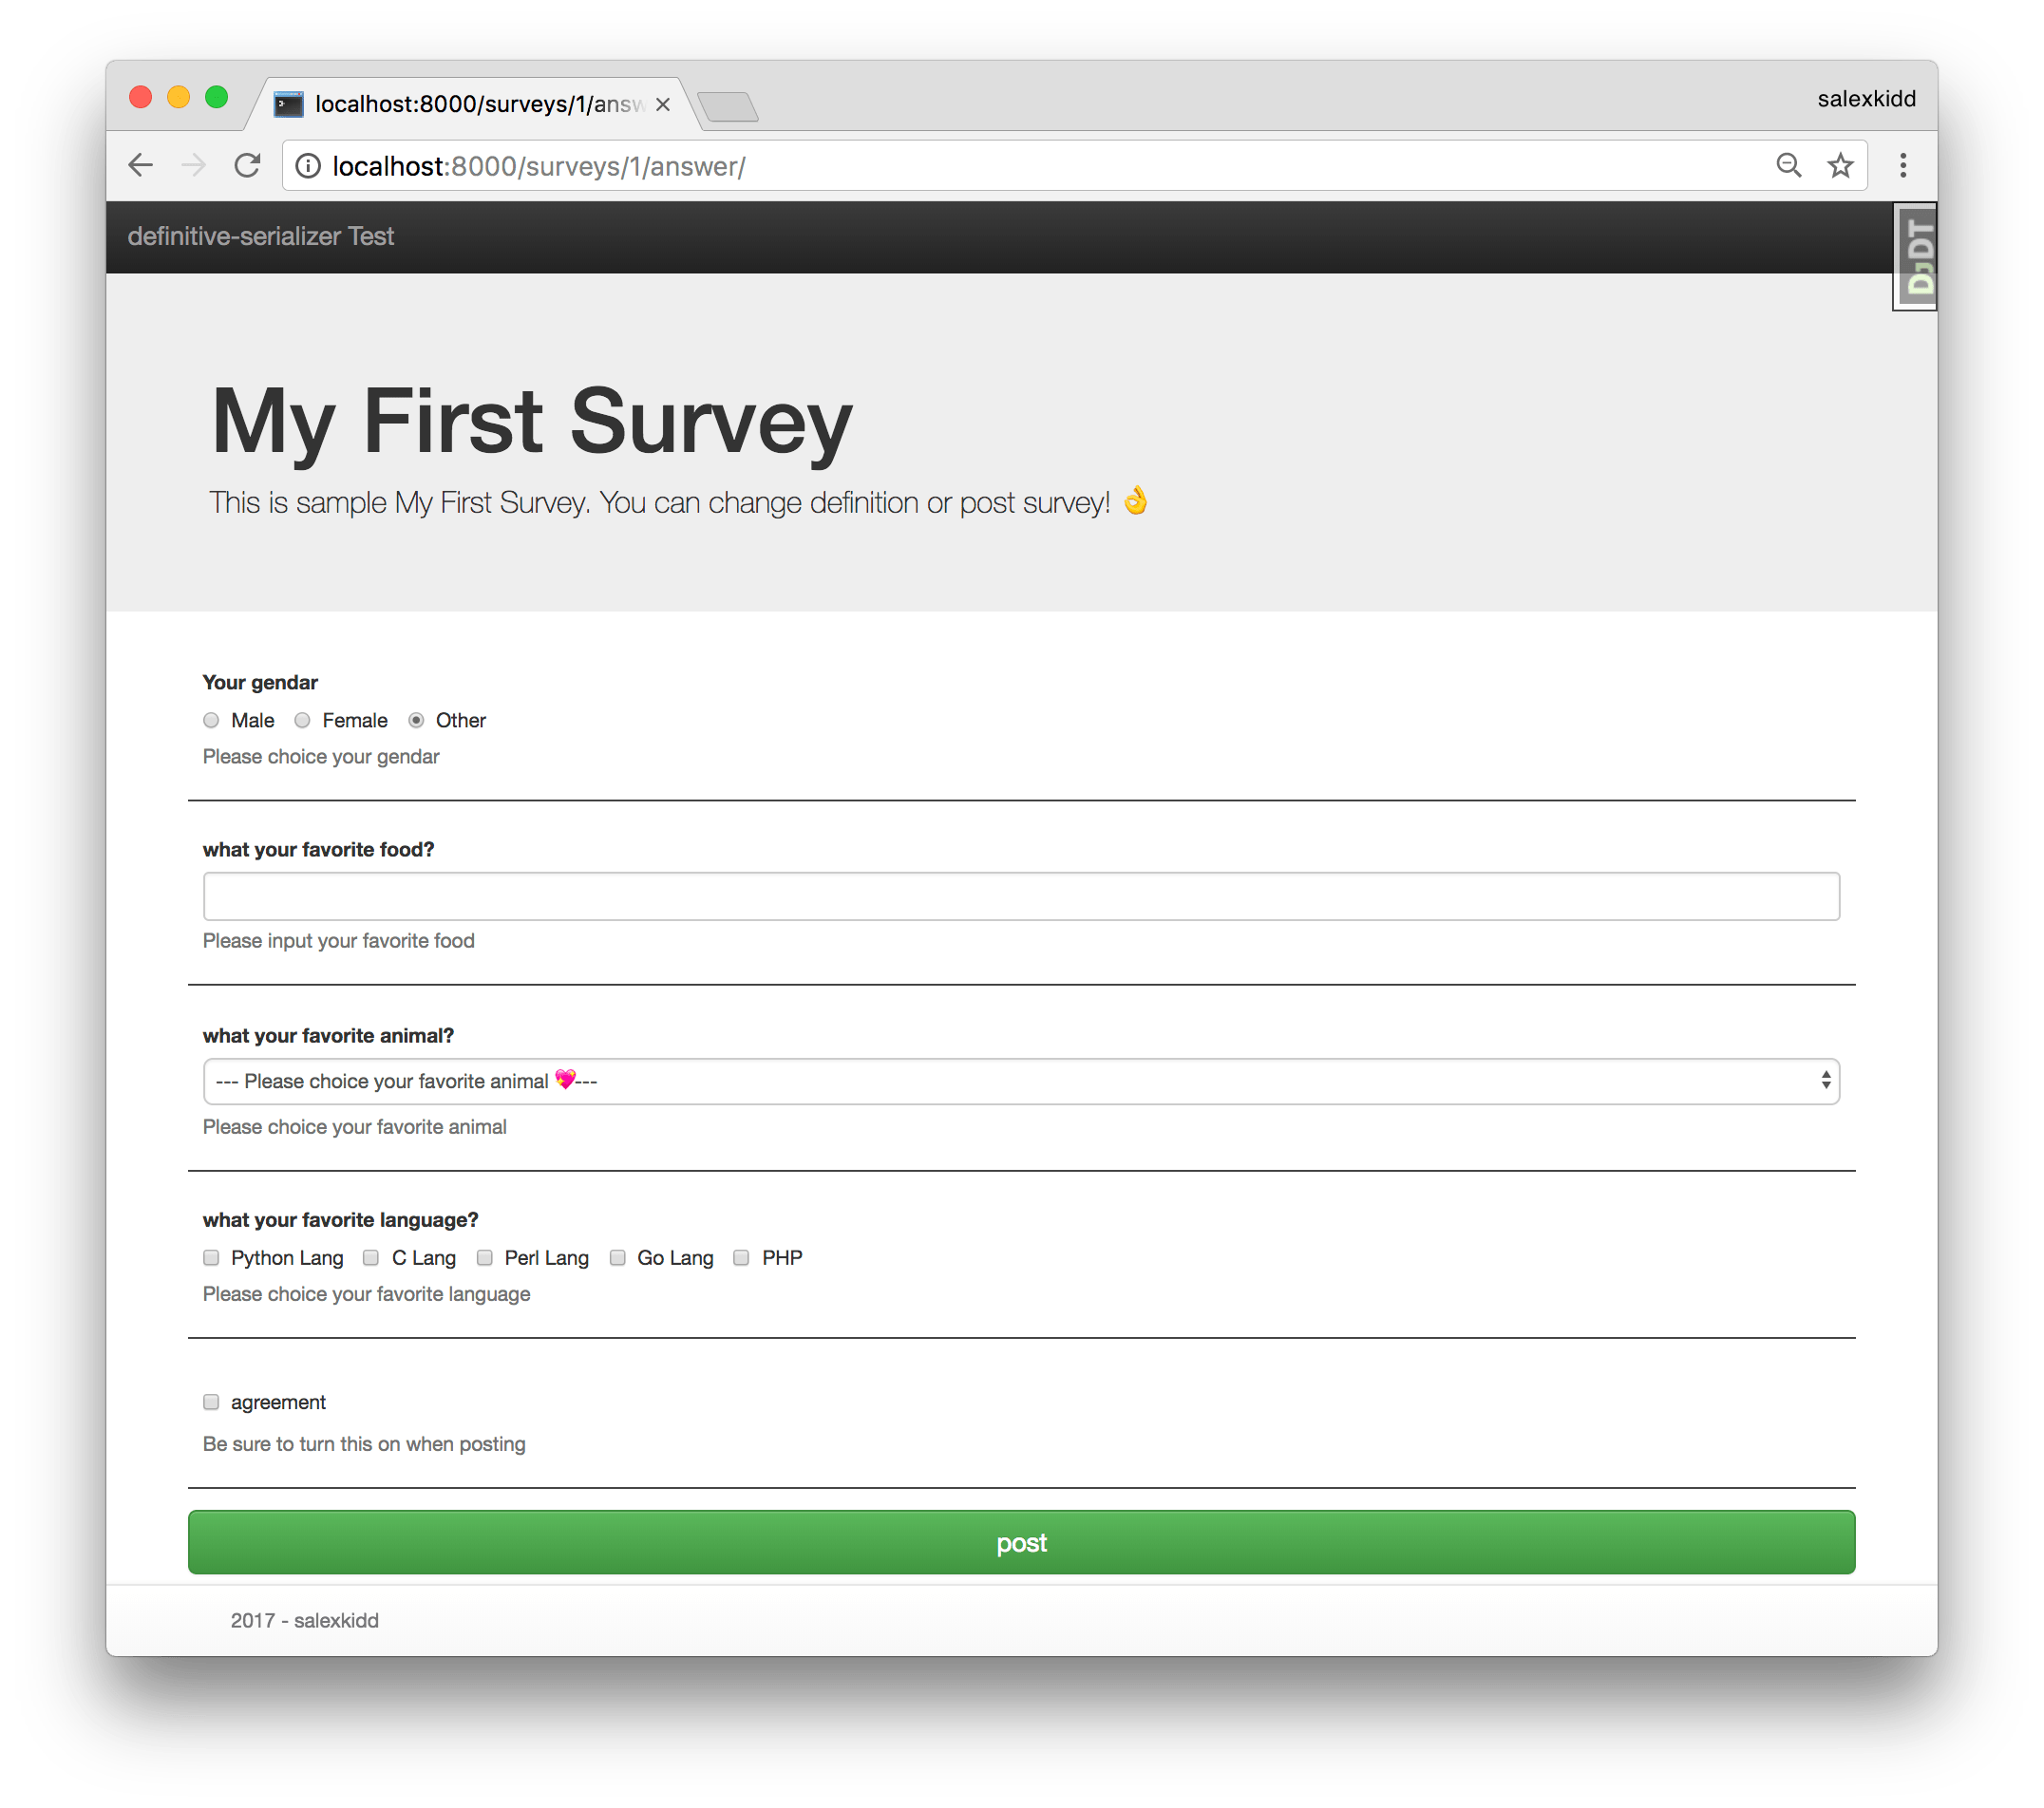 localhost:8000/surveys/1/answ
salexkidd
localhost:8000/surveys/1/answer/
definitive-serializer Test
DJDT
My First Survey
This is sample My First Survey. You can change definition or post survey! 👌
Your gendar
Male Female Other
Please choice your gendar
what your favorite food?
Please input your favorite food
what your favorite animal?
--- Please choice your favorite animal 💖---
Please choice your favorite animal
what your favorite language?
Python Lang C Lang Perl Lang Go Lang PHP
Please choice your favorite language
agreement
Be sure to turn this on when posting
post
2017 - salexkidd